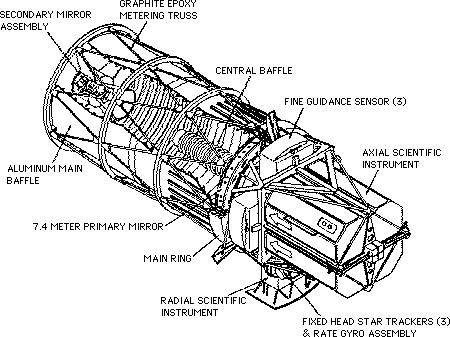 GRAPHITE EPOXY
METERING TRUSS
SECONDARY MIRROR
ASSEMBLY
CENTRAL BAFFLE
FINE GUIDANCE SENSOR (3)
AXIAL SCIENTIFIC
INSTRUMENT
ALUMINUM MAIN
BAFFLE
7.4 METER PRIMARY MIRROR
MAIN RING
RADIAL SCIENTIFIC
INSTRUMENT
FIXED HEAD STAR TRACKERS (3)
& RATE GYRO ASSEMBLY